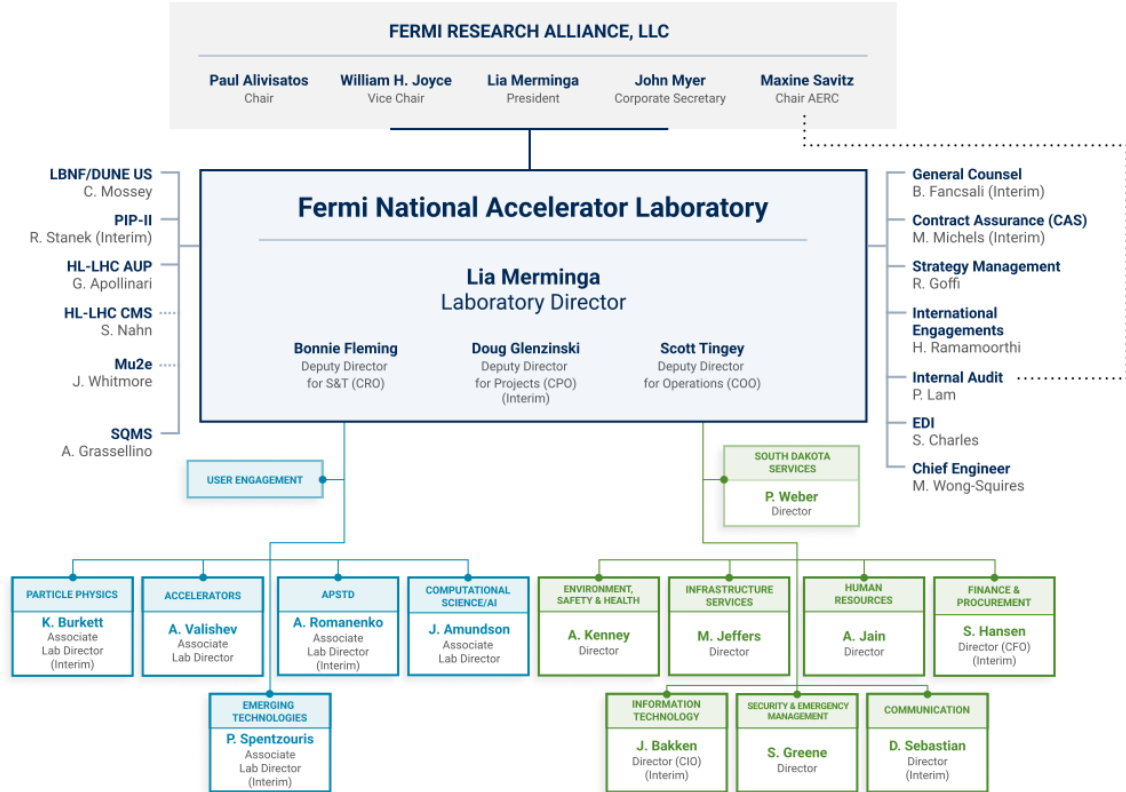 FERMI RESEARCH ALLIANCE, LLC
Paul Alivisatos
Chair
William H. Joyce
Vice Chair
Lia Merminga
President
John Myer
Corporate Secretary
Maxine Savitz
Chair AERC
LBNF/DUNE US
C. Mossey
PIP-II
R. Stanek (Interim)
HL-LHC AUP
G. Apollinari
HL-LHC CMS
S. Nahn
Mu2e
J. Whitmore
SQMS
A. Grassellino
Fermi National Accelerator Laboratory
Lia Merminga
Laboratory Director
Bonnie Fleming
Deputy Director
for S&T (CRO)
Doug Glenzinski
Deputy Director
for Projects (CPO)
(Interim)
Scott Tingey
Deputy Director
for Operations (COO)
General Counsel
B. Fancsali (Interim)
Contract Assurance (CAS)
M. Michels (Interim)
Strategy Management
R. Goffi
International
Engagements
H. Ramamoorthi
Internal Audit
P. Lam
EDI
S. Charles
Chief Engineer
M. Wong-Squires
USER ENGAGEMENT
SOUTH DAKOTA
SERVICES
P. Weber
Director
PARTICLE PHYSICS
K. Burkett
Associate
Lab Director
(Interim)
ACCELERATORS
A. Valishev
Associate
Lab Director
APSTD
A. Romanenko
Associate
Lab Director
(Interim)
COMPUTATIONAL
SCIENCE/AI
J. Amundson
Associate
Lab Director
ENVIRONMENT,
SAFETY & HEALTH
A. Kenney
Director
INFRASTRUCTURE
SERVICES
M. Jeffers
Director
HUMAN
RESOURCES
A. Jain
Director
FINANCE &
PROCUREMENT
S. Hansen
Director (CFO)
(Interim)
EMERGING
TECHNOLOGIES
P. Spentzouris
Associate
Lab Director
(Interim)
INFORMATION
TECHNOLOGY
J. Bakken
Director (CIO)
(Interim)
SECURITY & EMERGENCY
MANAGEMENT
S. Greene
Director
COMMUNICATION
D. Sebastian
Director
(Interim)